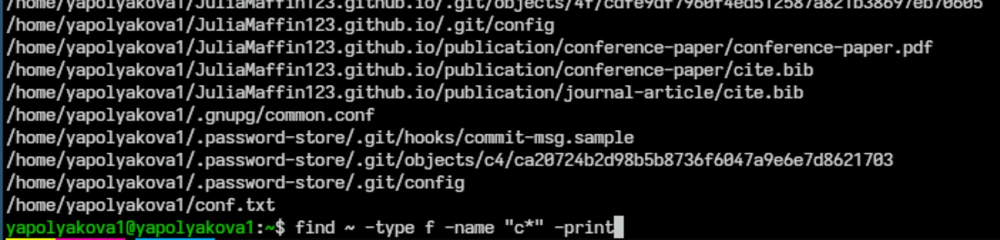 /home/yapolyakova1/JuliaMaffin123.github.io/.git/objects/4f/cdfe9df7960f4ed512587a821b38697eb70605
/home/yapolyakova1/JuliaMaffin123.github.io/.git/config
/home/yapolyakova1/JuliaMaffin123.github.io/publication/conference-paper/conference-paper.pdf
/home/yapolyakova1/JuliaMaffin123.github.io/publication/conference-paper/cite.bib
/home/yapolyakova1/JuliaMaffin123.github.io/publication/journal-article/cite.bib
/home/yapolyakova1/.gnupg/common.conf
/home/yapolyakova1/.password-store/.git/hooks/commit-msg.sample
/home/yapolyakova1/.password-store/.git/objects/c4/ca20724b2d98b5b8736f6047a9e6e7d8621703
/home/yapolyakova1/.password-store/.git/config
/home/yapolyakova1/conf.txt
yapolyakova1@yapolyakova1:~$ find ~ -type f -name "c*" -print